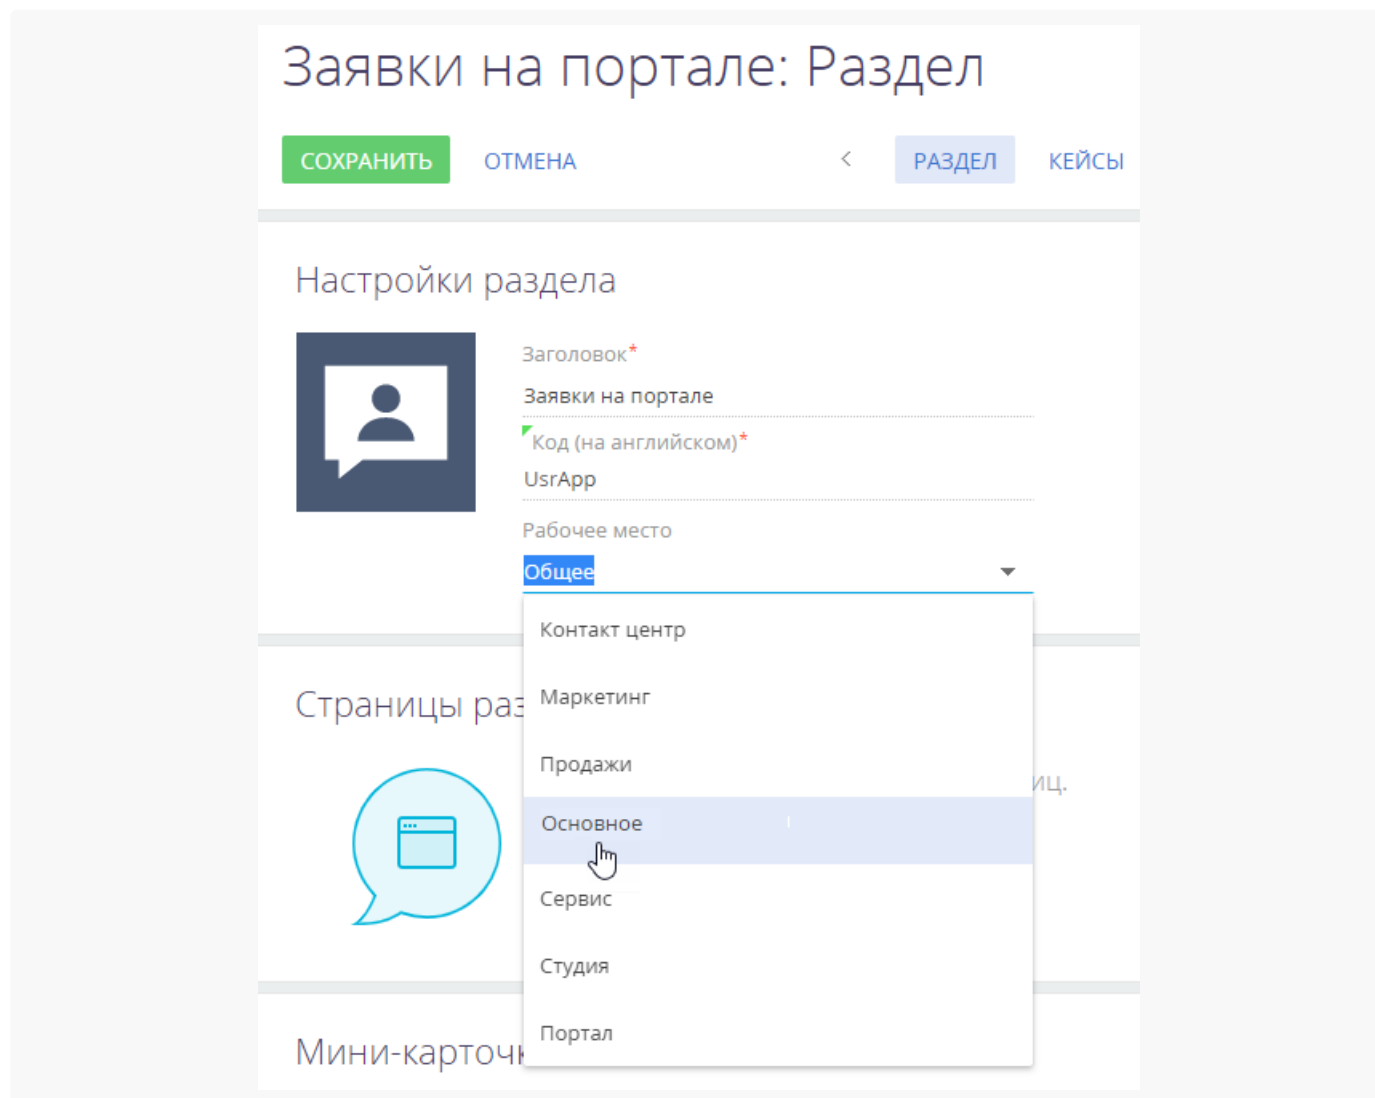 Заявки на портале: Раздел
СОХРАНИТЬ ОТМЕНА < РАЗДЕЛ КЕЙСЫ
Настройки раздела
Заголовок*
Заявки на портале
Код (на английском)*
UsrApp
Рабочее место
Общее
Контакт центр
Маркетинг
Продажи
Основное
Сервис
Студия
Портал
Страницы раз
иц.
Мини-карточк